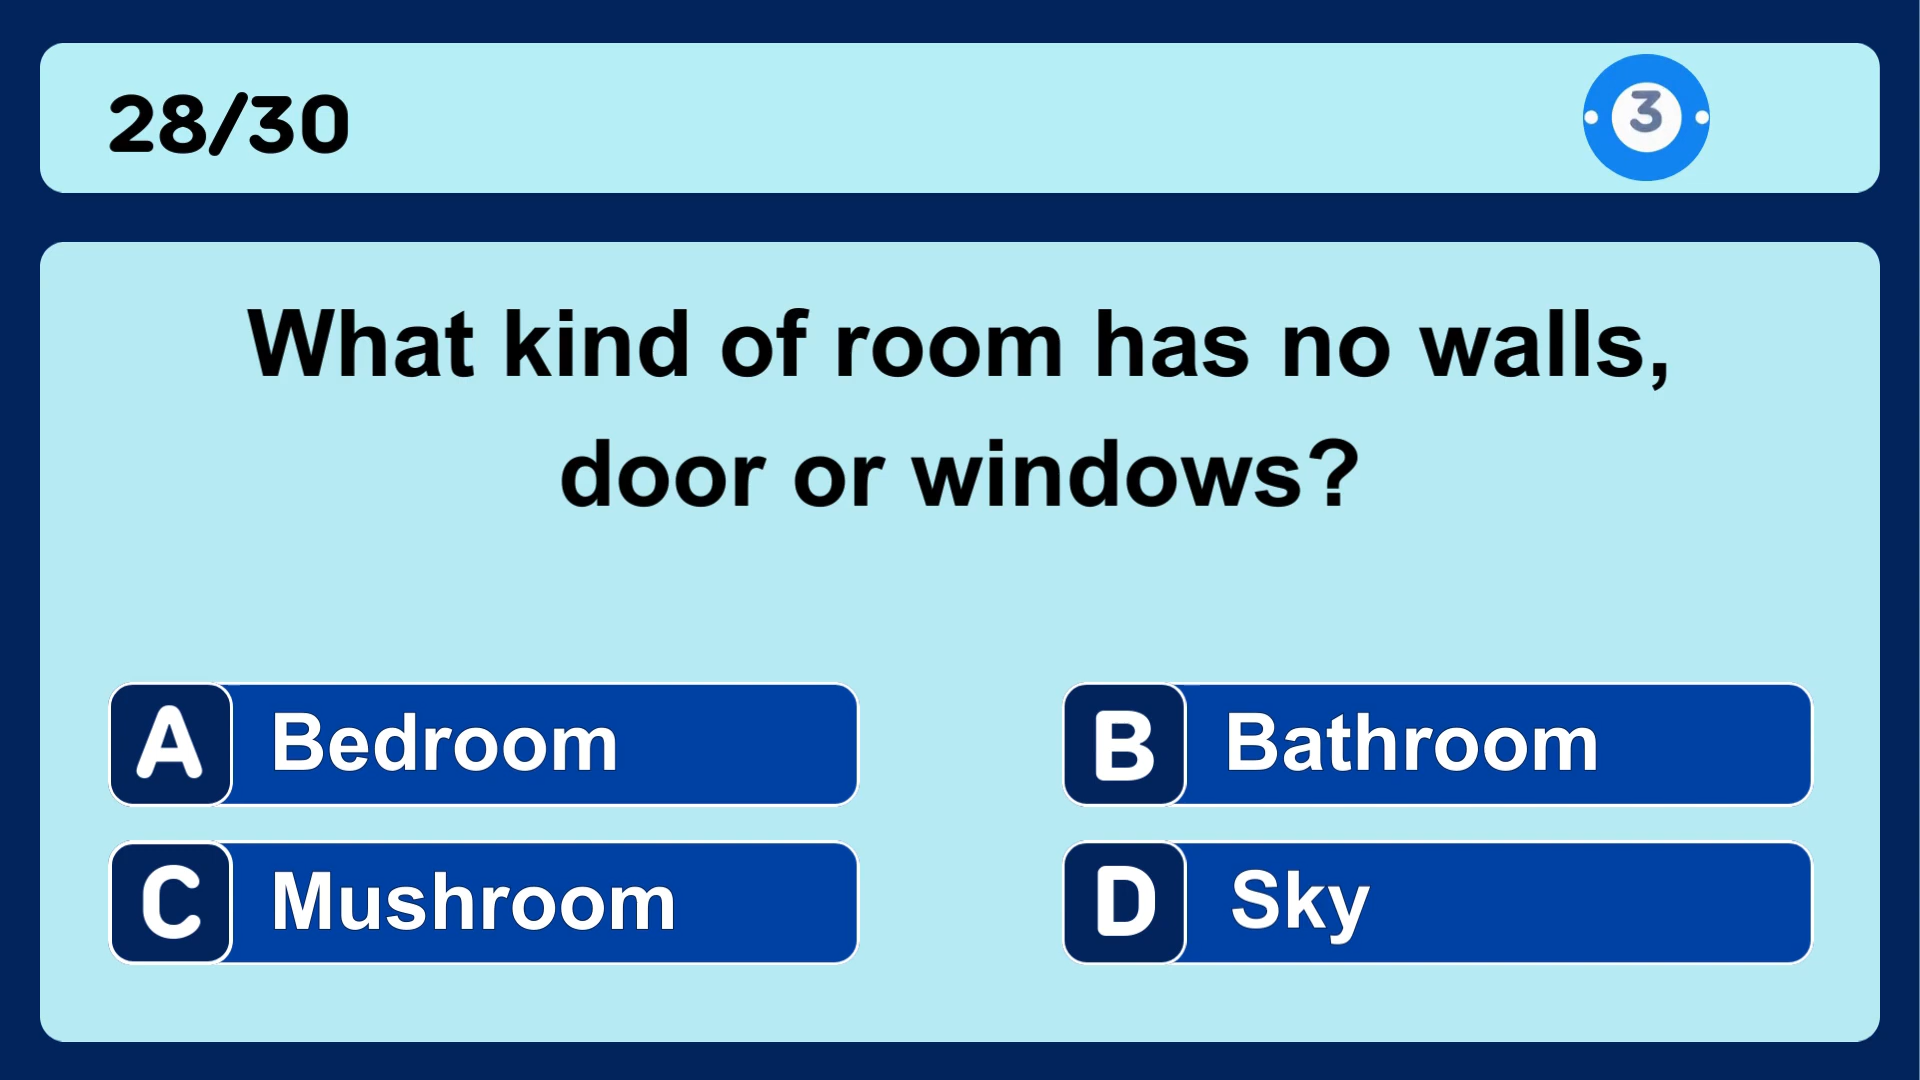 28/30
3
What kind of room has no walls,
door or windows?
A Bedroom
B Bathroom
C Mushroom
D Sky